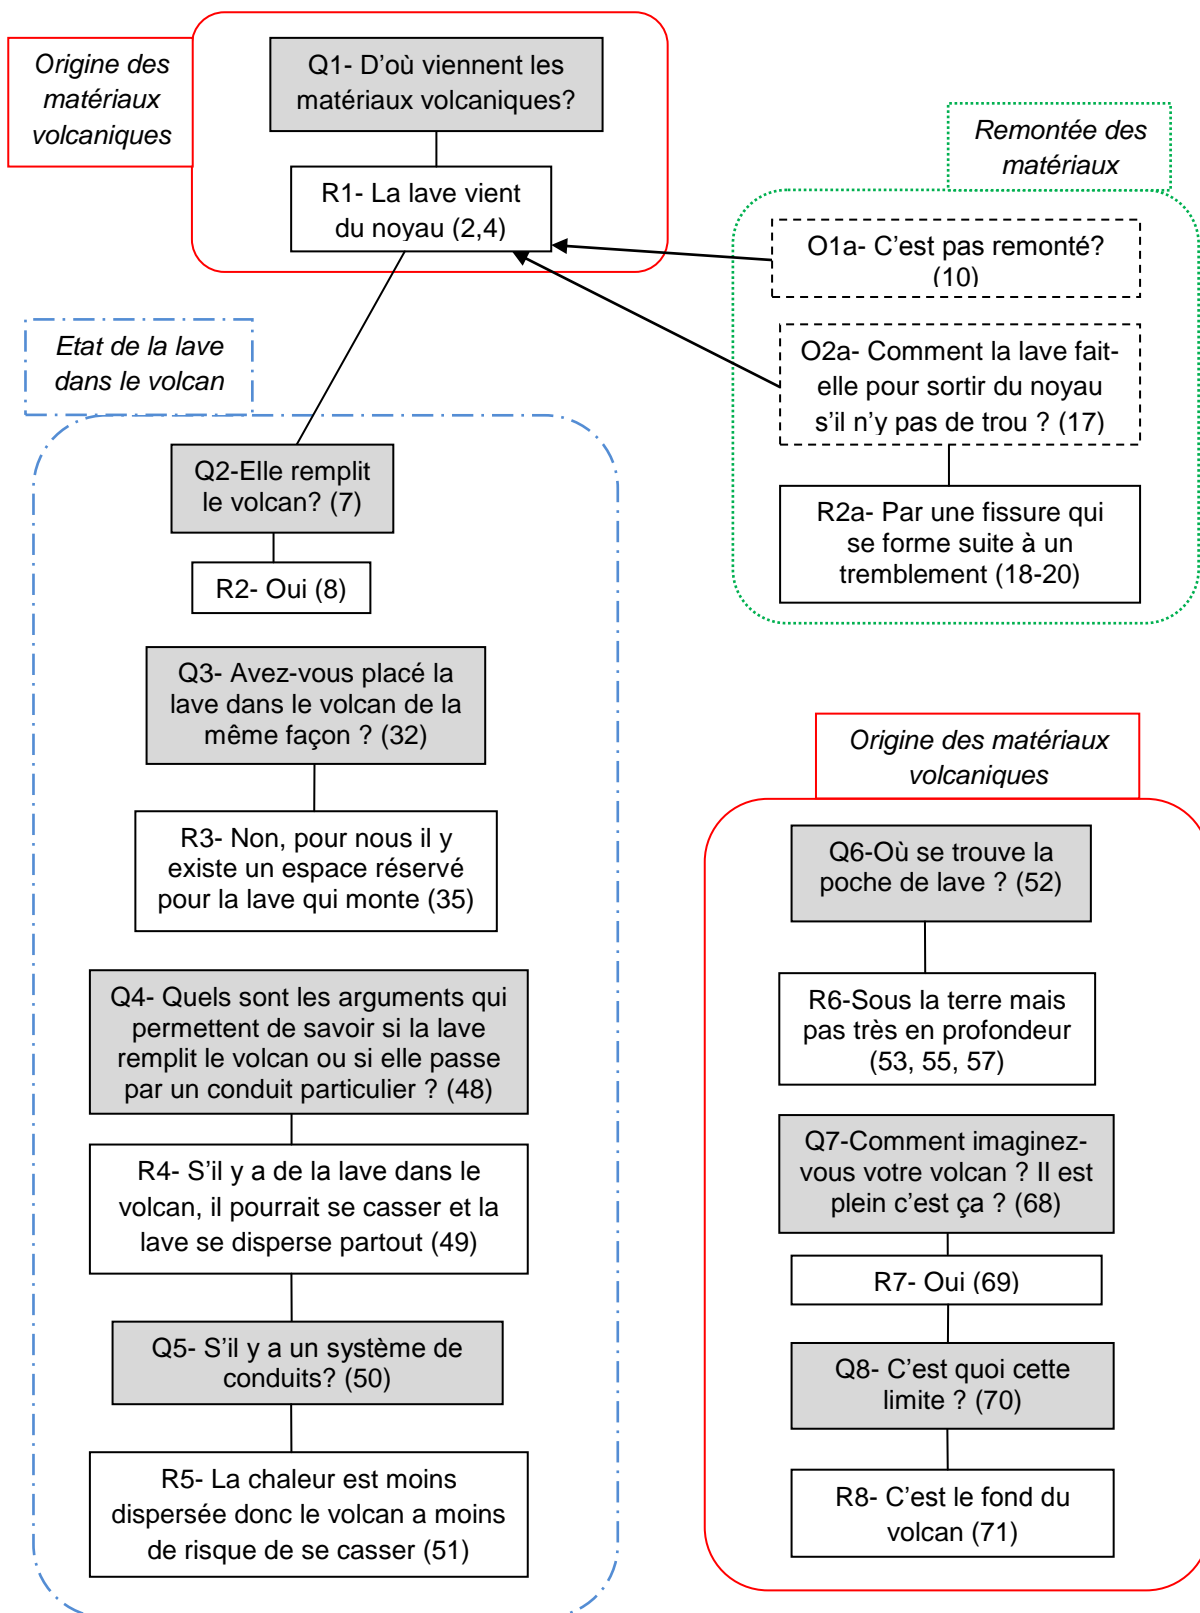 Origine des
matériaux
volcaniques
Q1- D'où viennent les
matériaux volcaniques?
R1- La lave vient
du noyau (2,4)
Remontée des
matériaux
O1a- C'est pas remonté?
(10)
O2a- Comment la lave fait-
elle pour sortir du noyau
s'il n'y pas de trou ? (17)
R2a- Par une fissure qui
se forme suite à un
tremblement (18-20)
Etat de la lave
dans le volcan
Q2-Elle remplit
le volcan? (7)
R2- Oui (8)
Q3- Avez-vous placé la
lave dans le volcan de la
même façon ? (32)
R3- Non, pour nous il y
existe un espace réservé
pour la lave qui monte (35)
Q4- Quels sont les arguments qui
permettent de savoir si la lave
remplit le volcan ou si elle passe
par un conduit particulier ? (48)
R4- S'il y a de la lave dans le
volcan, il pourrait se casser et la
lave se disperse partout (49)
Q5- S'il y a un système de
conduits? (50)
R5- La chaleur est moins
dispersée donc le volcan a moins
de risque de se casser (51)
Origine des matériaux
volcaniques
Q6-Où se trouve la
poche de lave ? (52)
R6-Sous la terre mais
pas très en profondeur
(53, 55, 57)
Q7-Comment imaginez-
vous votre volcan ? Il est
plein c'est ça ? (68)
R7- Oui (69)
Q8- C'est quoi cette
limite ? (70)
R8- C'est le fond du
volcan (71)